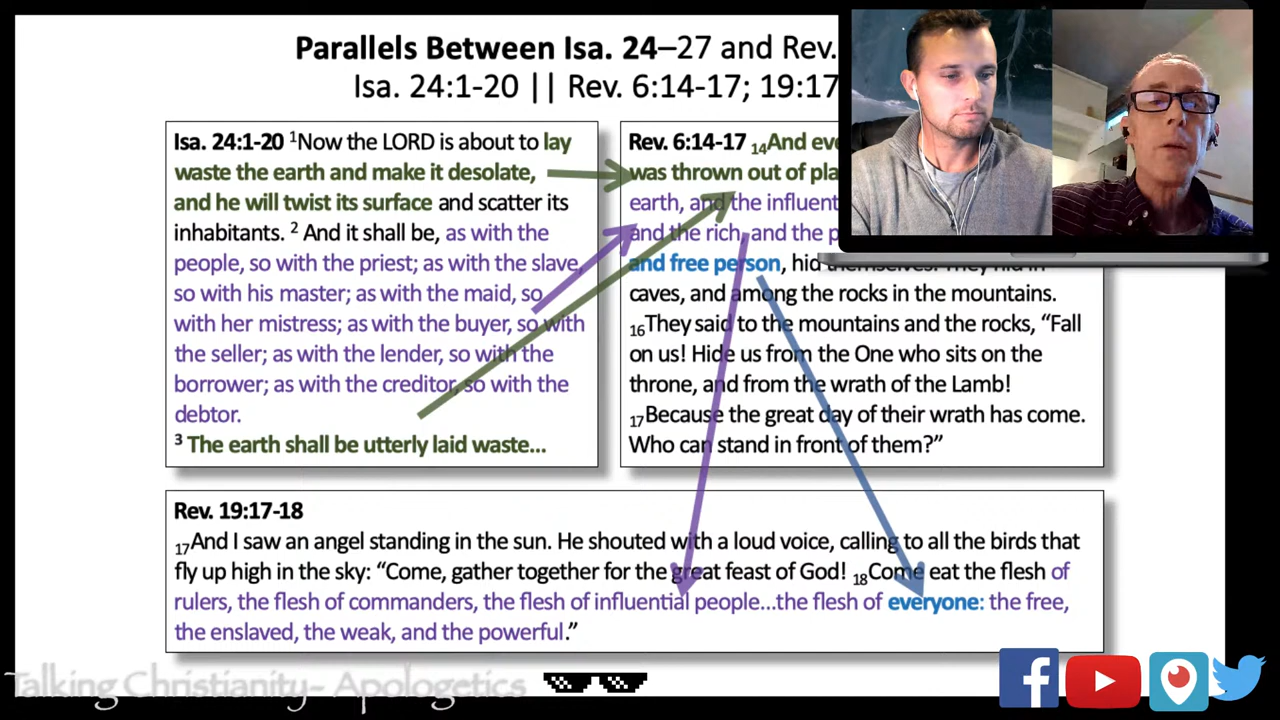 Parallels Between Isa. 24–27 and Rev.
Isa. 24:1-20 || Rev. 6:14-17; 19:17
Isa. 24:1-20 1Now the LORD is about to lay
waste the earth and make it desolate,
and he will twist its surface and scatter its
inhabitants. 2 And it shall be, as with the
people, so with the priest; as with the slave,
so with his master; as with the maid, so
with her mistress; as with the buyer, so with
the seller; as with the lender, so with the
borrower; as with the creditor, so with the
debtor.
3 The earth shall be utterly laid waste...
Rev. 6:14-17 14And
was thrown out of
earth, and the
and the rich, and the
and free person, hid themselves. They hid in
caves, and among the rocks in the mountains.
16They said to the mountains and the rocks, “Fall
on us! Hide us from the One who sits on the
throne, and from the wrath of the Lamb!
17Because the great day of their wrath has come.
Who can stand in front of them?”
Rev. 19:17-18
17And I saw an angel standing in the sun. He shouted with a loud voice, calling to all the birds that
fly up high in the sky: “Come, gather together for the great feast of God! 18Come eat the flesh of
rulers, the flesh of commanders, the flesh of influential people...the flesh of everyone: the free,
the enslaved, the weak, and the powerful.”
Talking Christianity- Apologetics